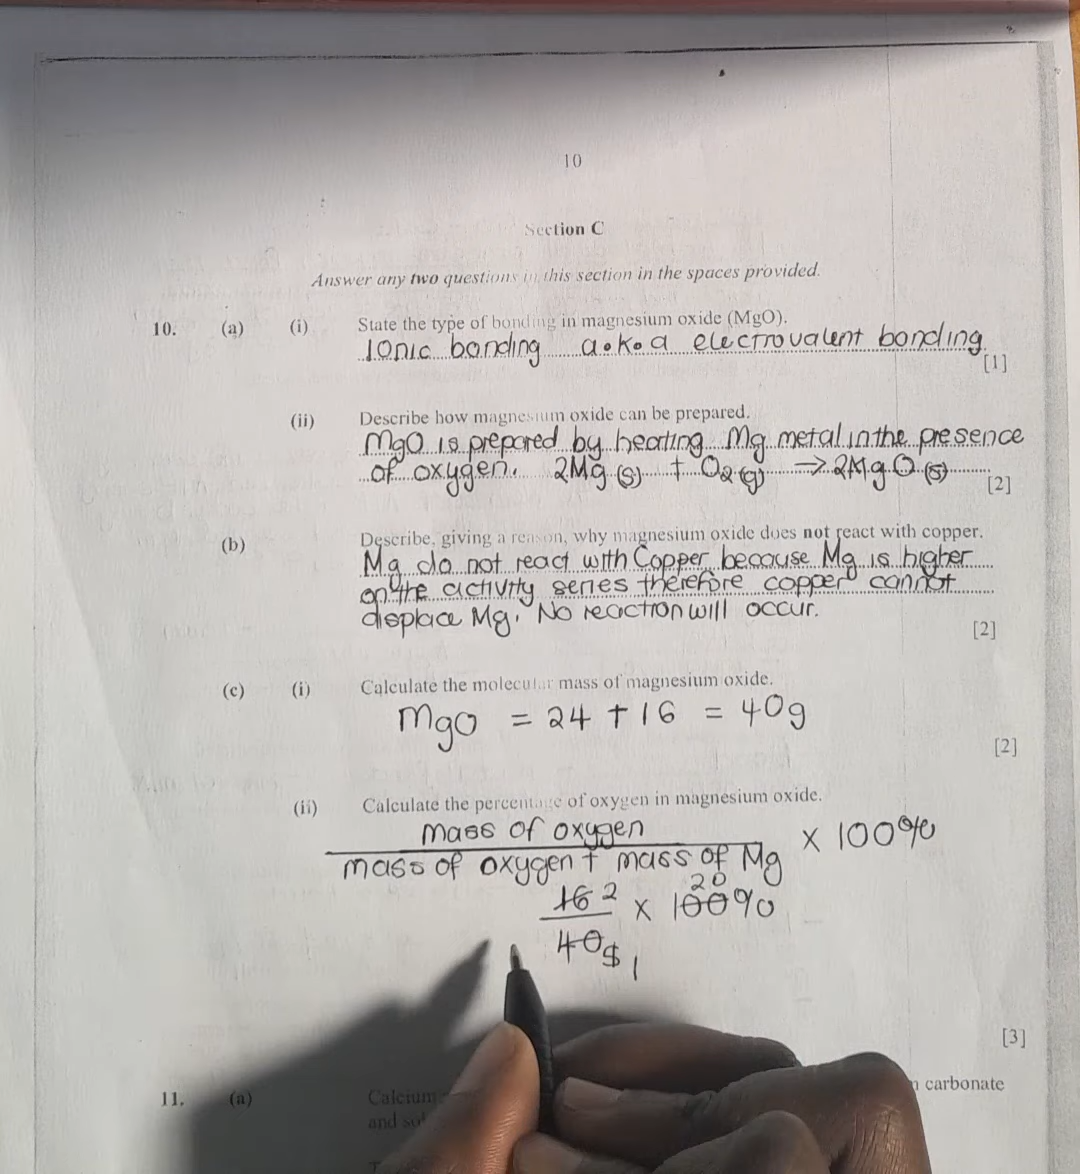 10
Section C
Answer any two questions in this section in the spaces provided.
10. (a) (i) State the type of bonding in magnesium oxide (MgO).
Ionic bonding a.k.a electrovalent bonding
[1]
(ii) Describe how magnesium oxide can be prepared.
MgO is prepared by heating Mg metal in the presence
of oxygen. 2Mg (s) + O2 (g) → 2MgO (s)
[2]
(b) Describe, giving a reason, why magnesium oxide does not react with copper.
Mg do not react with Copper because Mg is higher
on the activity series therefore copper cannot
displace Mg. No reaction will occur.
[2]
(c) (i) Calculate the molecular mass of magnesium oxide.
MgO = 24 + 16 = 40g
[2]
(ii) Calculate the percentage of oxygen in magnesium oxide.
mass of oxygen
mass of oxygen + mass of Mg × 100%
20
16 2 × 100%
40 5 1
[3]
11. (a) Calcium carbonate
and